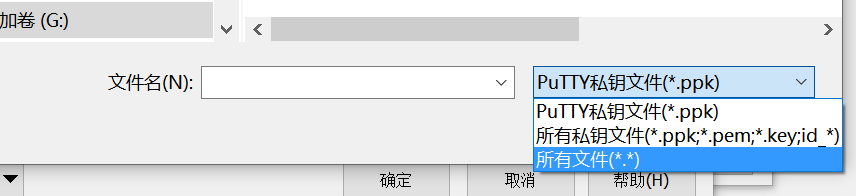 加卷 (G:)
文件名(N):
PuTTY私钥文件(*.ppk)
PuTTY私钥文件(*.ppk)
所有私钥文件(*.ppk;*.pem;*.key;id_*)
所有文件(*.*)
确定
取消
帮助(H)